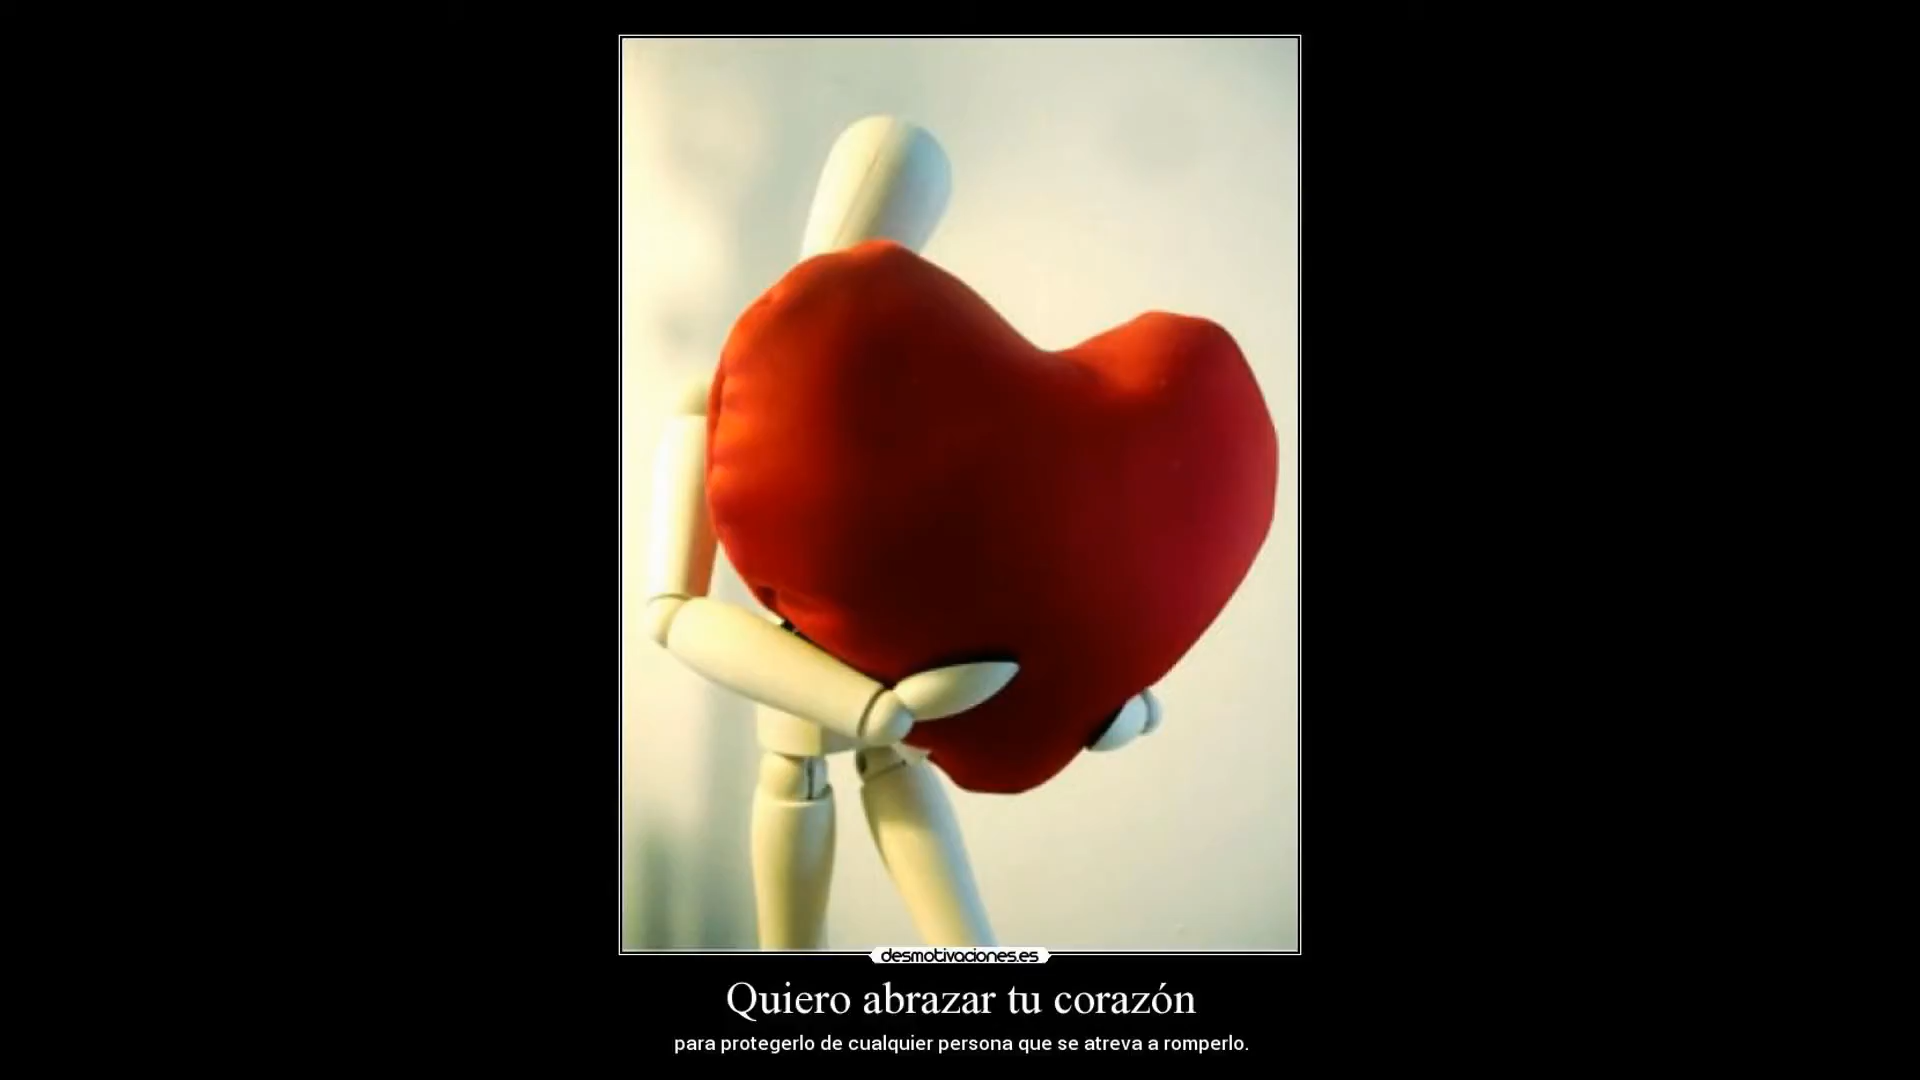 desmotivaciones.es
Quiero abrazar tu corazón
para protegerlo de cualquier persona que se atreva a romperlo.